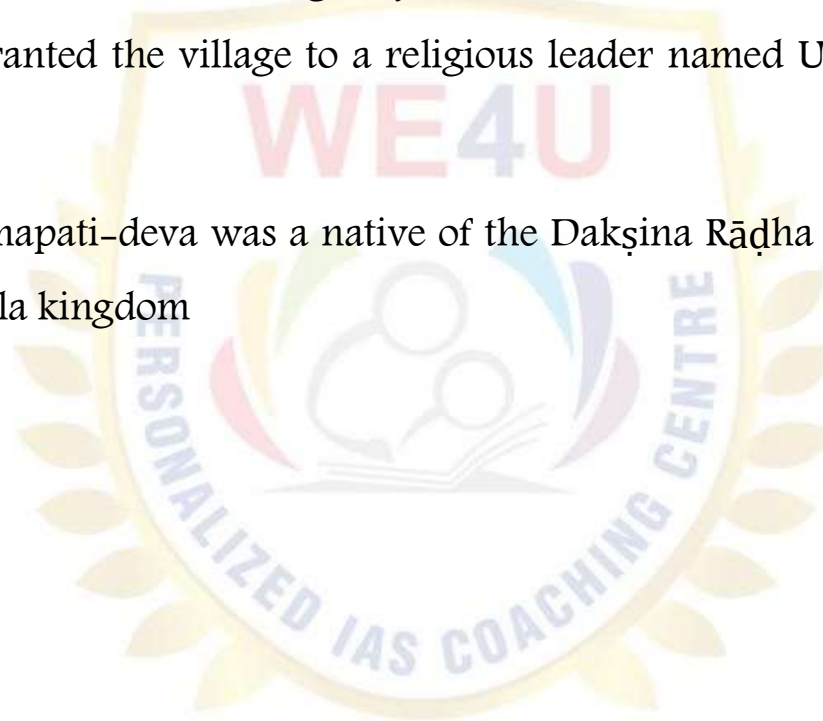 ranted the village to a religious leader named U
WE4U
napati-deva was a native of the Dakṣina Rāḍha
la kingdom
PERSONALIZED IAS COACHING CENTRE